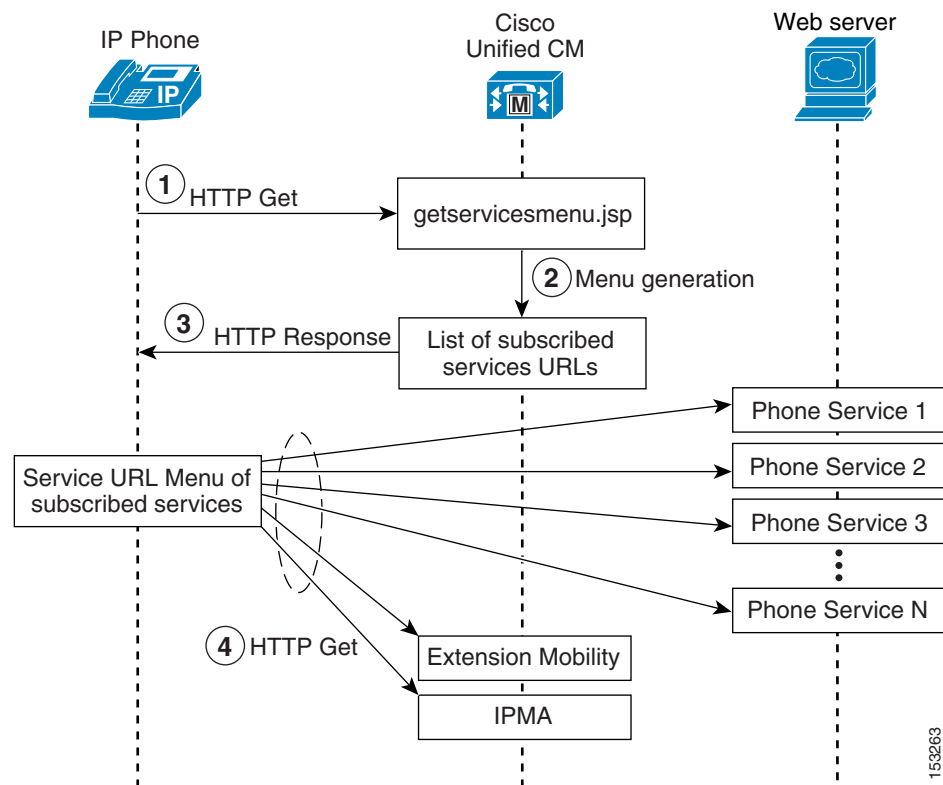 IP Phone
Cisco
Unified CM
Web server
IP
M
1
HTTP Get
getservicesmenu.jsp
2
Menu generation
3
HTTP Response
List of subscribed
services URLs
Phone Service 1
Service URL Menu of
subscribed services
Phone Service 2
Phone Service 3
Phone Service N
4
HTTP Get
Extension Mobility
IPMA
153263